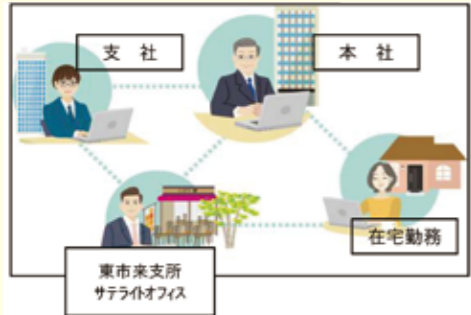 支 社
本 社
在宅勤務
東市来支所
サテライトオフィス